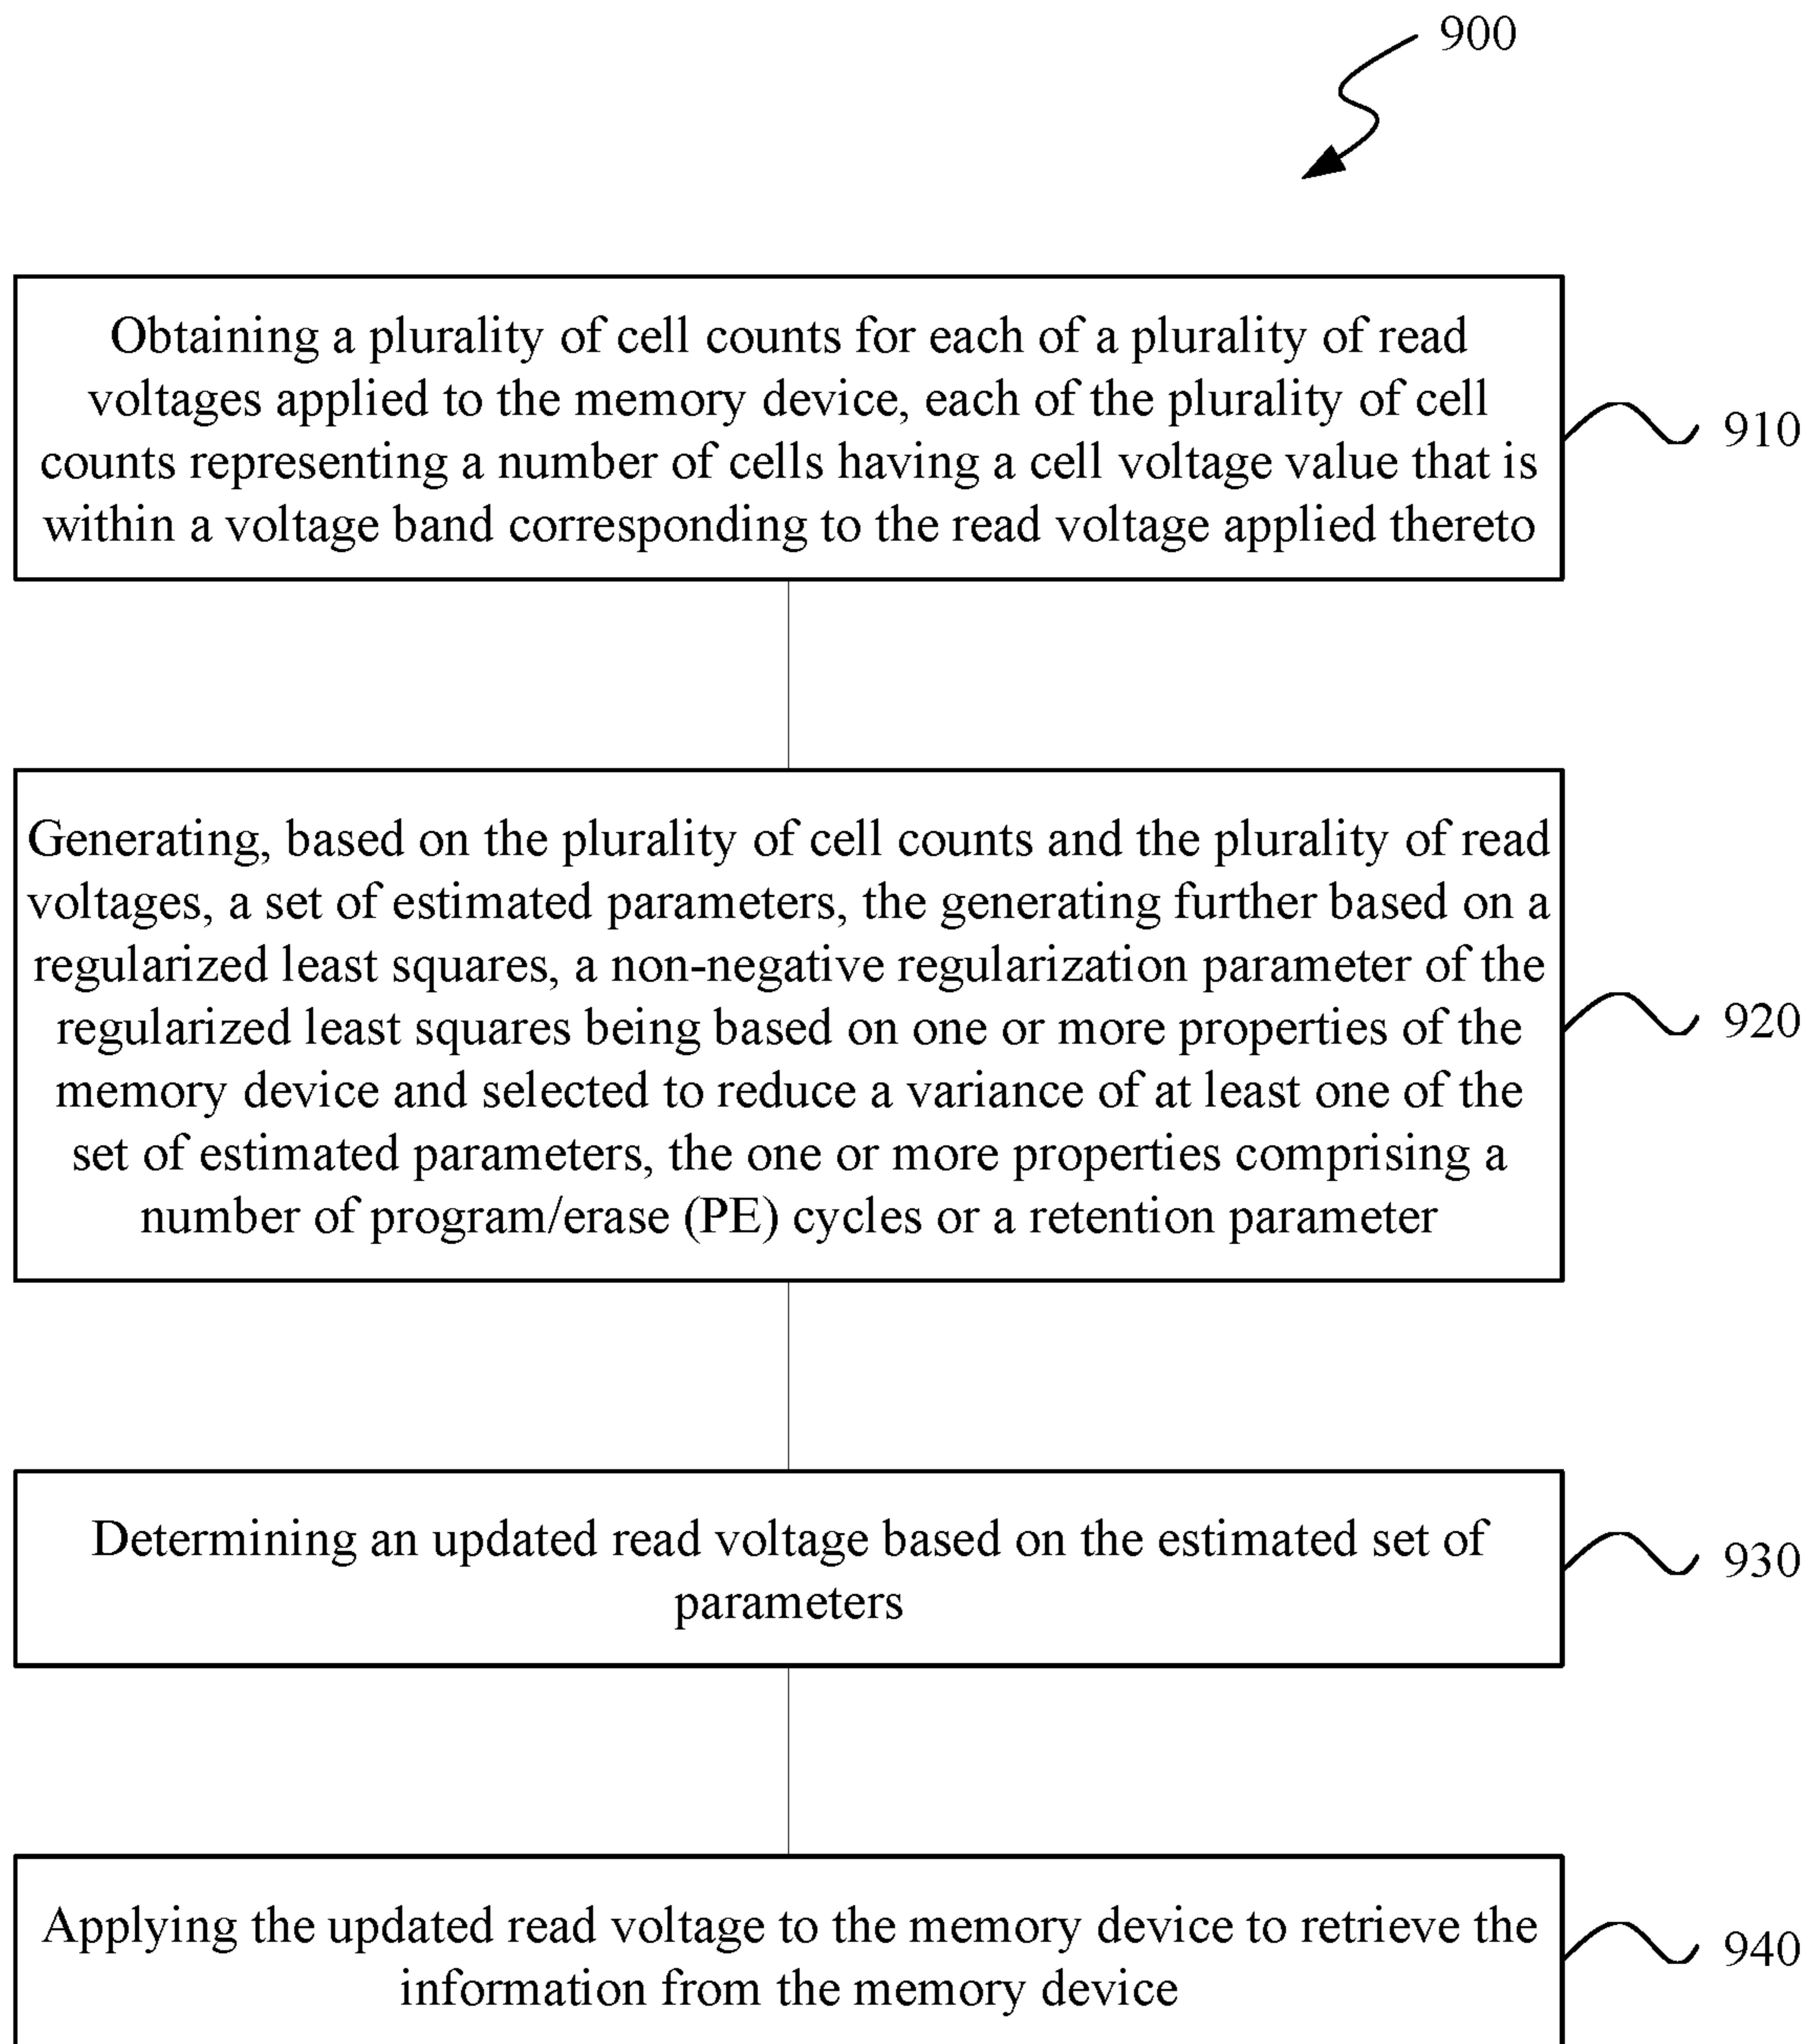 900
Obtaining a plurality of cell counts for each of a plurality of read
voltages applied to the memory device, each of the plurality of cell
counts representing a number of cells having a cell voltage value that is
within a voltage band corresponding to the read voltage applied thereto
910
Generating, based on the plurality of cell counts and the plurality of read
voltages, a set of estimated parameters, the generating further based on a
regularized least squares, a non-negative regularization parameter of the
regularized least squares being based on one or more properties of the
memory device and selected to reduce a variance of at least one of the
set of estimated parameters, the one or more properties comprising a
number of program/erase (PE) cycles or a retention parameter
920
Determining an updated read voltage based on the estimated set of
parameters
930
Applying the updated read voltage to the memory device to retrieve the
information from the memory device
940